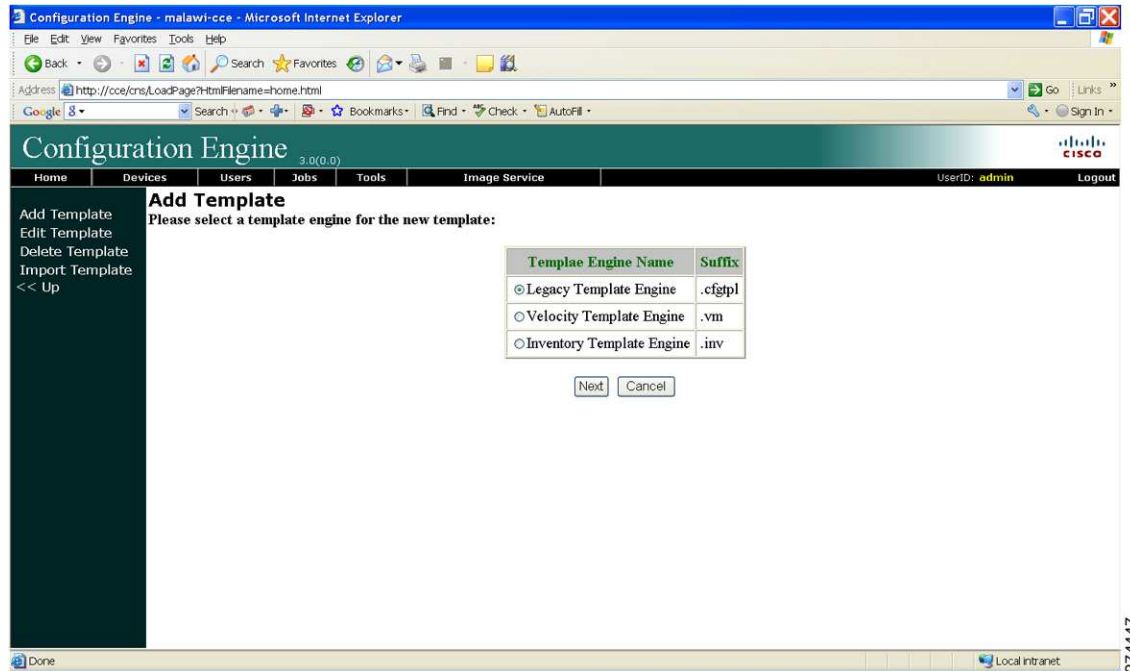 Configuration Engine - malawi-cce - Microsoft Internet Explorer
File Edit View Favorites Tools Help
Back Search Favorites
Address http://cce/cns/LoadPage?HtmlFilename=home.html Go Links »
Google Search Bookmarks Find Check AutoFill Sign In
Configuration Engine 3.0(0.0) CISCO
Home Devices Users Jobs Tools Image Service UserID: admin Logout
Add Template
Edit Template
Delete Template
Import Template
<< Up
Add Template
Please select a template engine for the new template:
Templae Engine Name Suffix
Legacy Template Engine .cfgtpl
Velocity Template Engine .vm
Inventory Template Engine .inv
Next Cancel
Done Local intranet